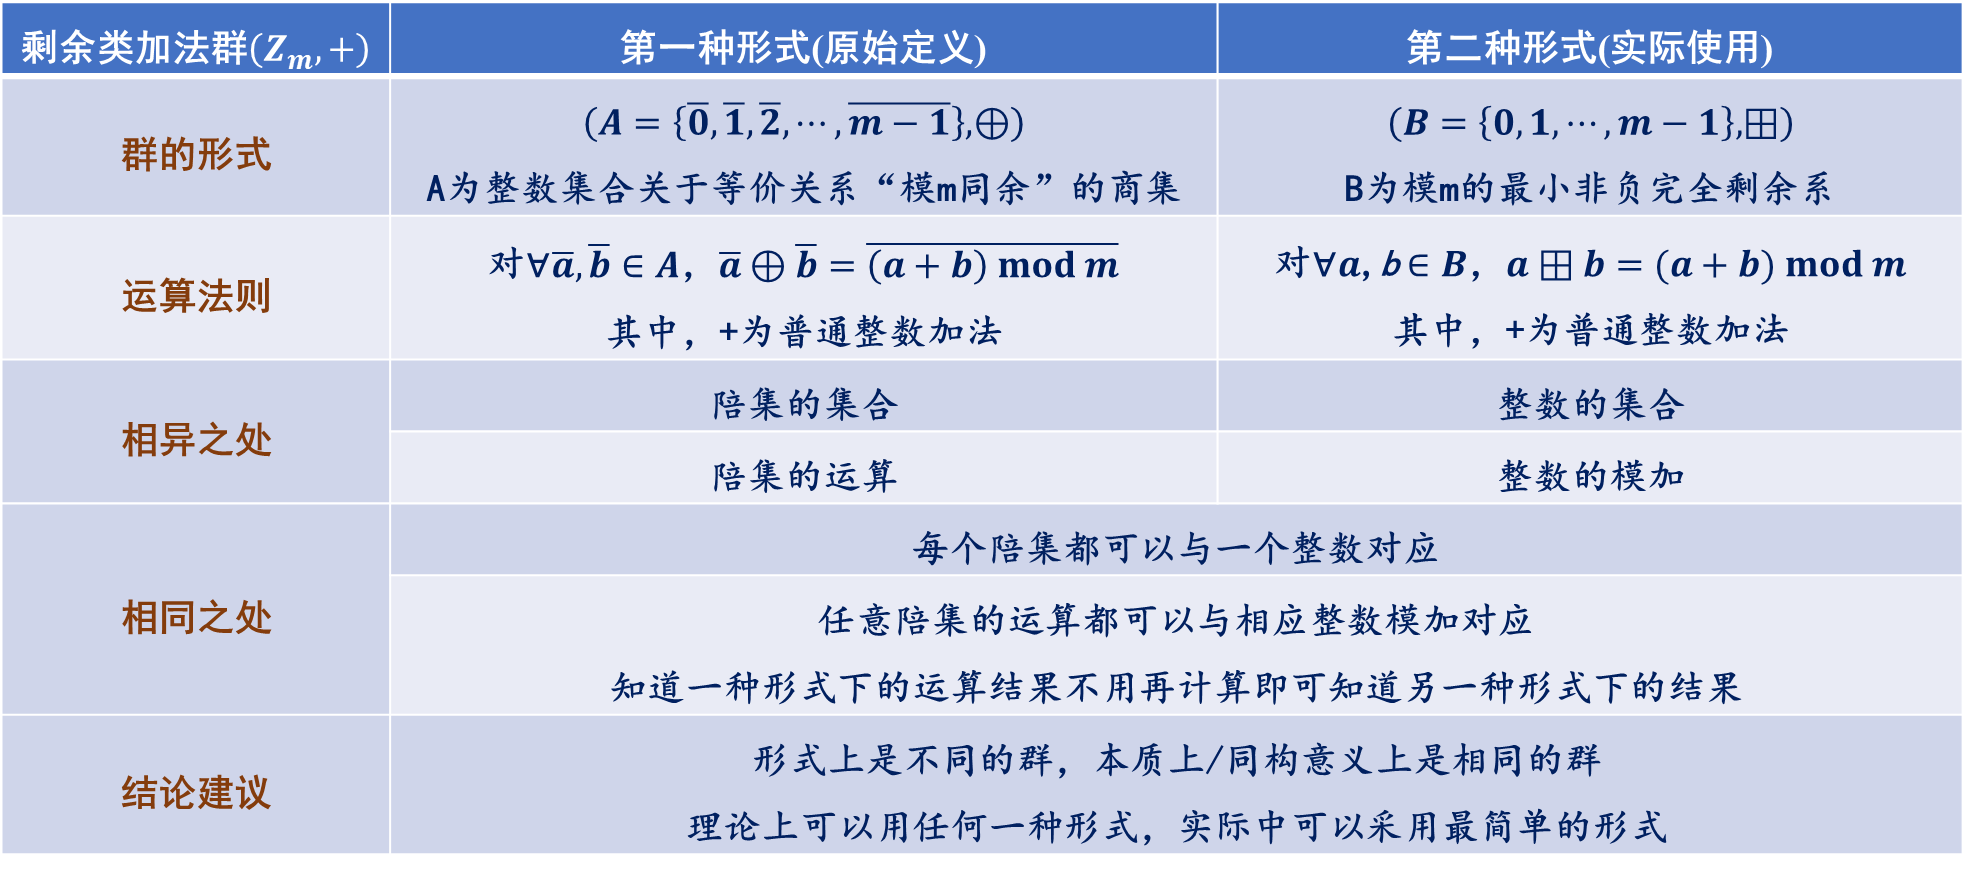 剩余类加法群(Zₘ,+)
第一种形式(原始定义)
第二种形式(实际使用)
群的形式
(A = {0̅, 1̅, 2̅, ⋯, m̅ ̅−̅ ̅1̅},⊕)
A为整数集合关于等价关系“模m同余”的商集
(B = {0, 1, ⋯, m − 1},⊞)
B为模m的最小非负完全剩余系
运算法则
对∀a̅, b̅ ∈ A，a̅ ⊕ b̅ = (̅a̅ ̅+̅ ̅b̅)̅ ̅m̅o̅d̅ ̅m̅
其中，+为普通整数加法
对∀a, b ∈ B，a ⊞ b = (a + b) mod m
其中，+为普通整数加法
相异之处
陪集的集合
整数的集合
陪集的运算
整数的模加
相同之处
每个陪集都可以与一个整数对应
任意陪集的运算都可以与相应整数模加对应
知道一种形式下的运算结果不用再计算即可知道另一种形式下的结果
结论建议
形式上是不同的群，本质上/同构意义上是相同的群
理论上可以用任何一种形式，实际中可以采用最简单的形式